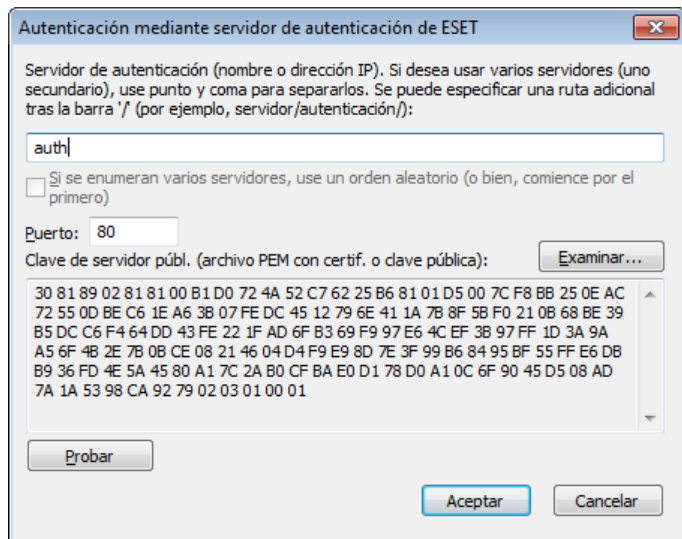 Autenticación mediante servidor de autenticación de ESET
Servidor de autenticación (nombre o dirección IP). Si desea usar varios servidores (uno
secundario), use punto y coma para separarlos. Se puede especificar una ruta adicional
tras la barra '/' (por ejemplo, servidor/autenticación/):
auth
Si se enumeran varios servidores, use un orden aleatorio (o bien, comience por el
primero)
Puerto: 80
Clave de servidor públ. (archivo PEM con certif. o clave pública): Examinar...
30 81 89 02 81 81 00 B1 D0 72 4A 52 C7 62 25 B6 81 01 D5 00 7C F8 BB 25 0E AC
72 55 0D BE C6 1E A6 3B 07 FE DC 45 12 79 6E 41 1A 7B 8F 5B F0 21 0B 68 BE 39
B5 DC C6 F4 64 DD 43 FE 22 1F AD 6F B3 69 F9 97 E6 4C EF 3B 97 FF 1D 3A 9A
A5 6F 4B 2E 7B 0B CE 08 21 46 04 D4 F9 E9 8D 7E 3F 99 B6 84 95 BF 55 FF E6 DB
B9 36 FD 4E 5A 45 80 A1 7C 2A B0 CF BA E0 D1 78 D0 A1 0C 6F 90 45 D5 08 AD
7A 1A 53 98 CA 92 79 02 03 01 00 01
Probar
Aceptar Cancelar